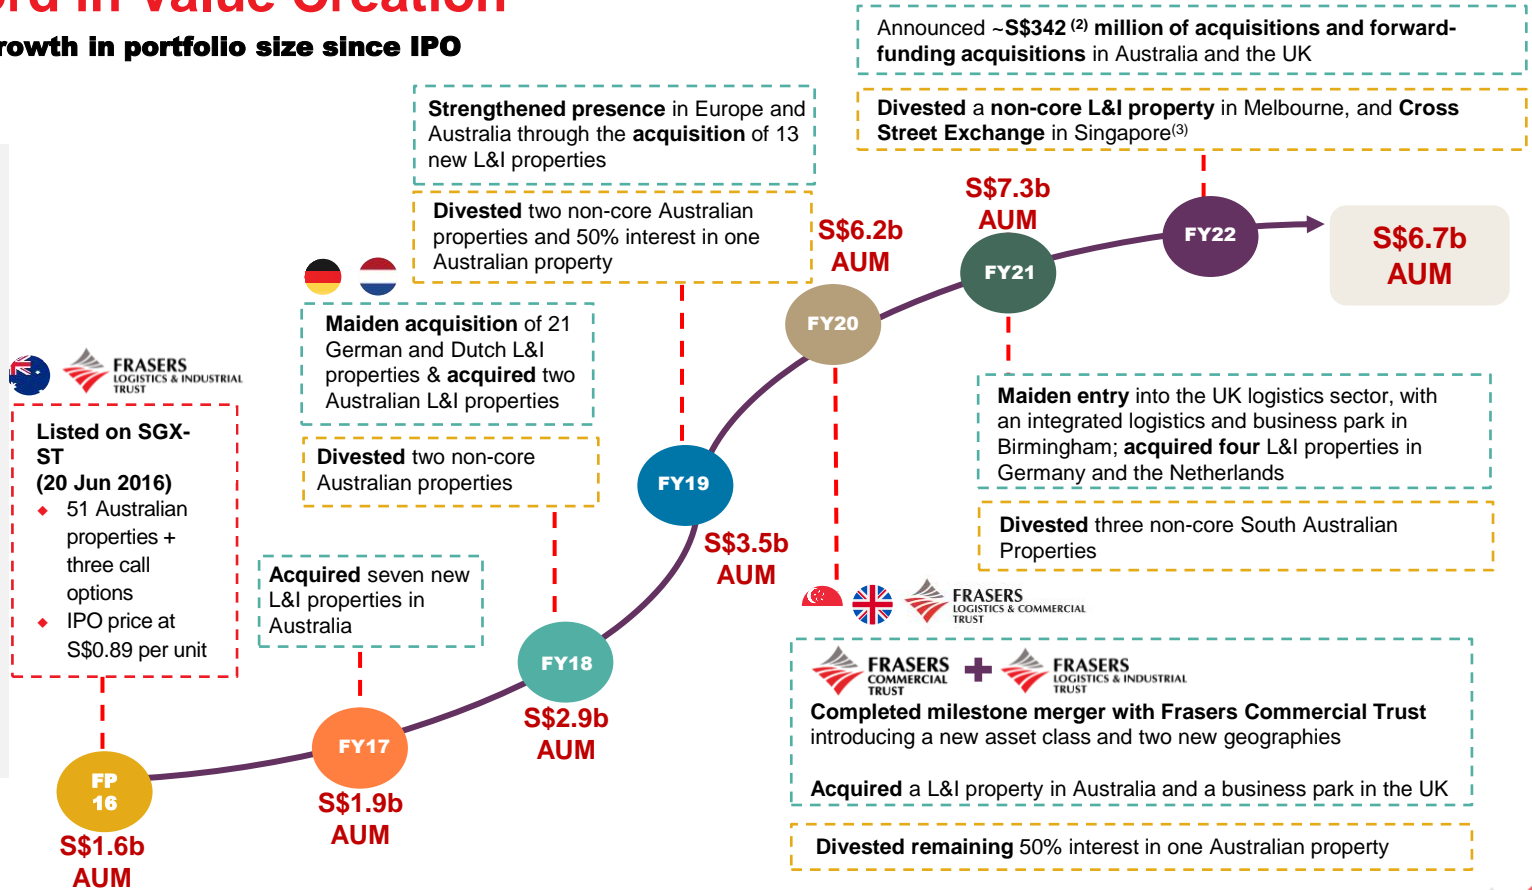 ord in Value Creation
rowth in portfolio size since IPO
Announced ~S$342 (2) million of acquisitions and forward-
funding acquisitions in Australia and the UK
Divested a non-core L&I property in Melbourne, and Cross
Street Exchange in Singapore(3)
Strengthened presence in Europe and
Australia through the acquisition of 13
new L&I properties
Divested two non-core Australian
properties and 50% interest in one
Australian property
Maiden acquisition of 21
German and Dutch L&I
properties & acquired two
Australian L&I properties
Divested two non-core
Australian properties
FRASERS
LOGISTICS & INDUSTRIAL
TRUST
Listed on SGX-
ST
(20 Jun 2016)
◆ 51 Australian
properties +
three call
options
◆ IPO price at
S$0.89 per unit
Acquired seven new
L&I properties in
Australia
FP
16
S$1.6b
AUM
FY17
S$1.9b
AUM
FY18
S$2.9b
AUM
FY19
S$3.5b
AUM
S$6.2b
AUM
FY20
S$7.3b
AUM
FY21
FY22
S$6.7b
AUM
Maiden entry into the UK logistics sector, with
an integrated logistics and business park in
Birmingham; acquired four L&I properties in
Germany and the Netherlands
Divested three non-core South Australian
Properties
FRASERS
LOGISTICS & COMMERCIAL
TRUST
FRASERS
COMMERCIAL
TRUST
+
FRASERS
LOGISTICS & INDUSTRIAL
TRUST
Completed milestone merger with Frasers Commercial Trust
introducing a new asset class and two new geographies
Acquired a L&I property in Australia and a business park in the UK
Divested remaining 50% interest in one Australian property